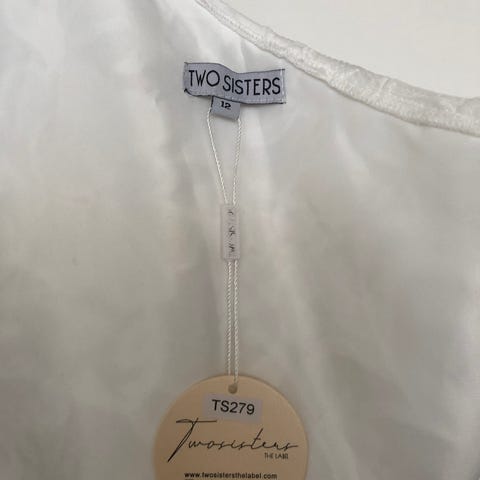 TWO SISTERS
12
TS279
Twosisters
THE LABEL
www.twosistersthelabel.com